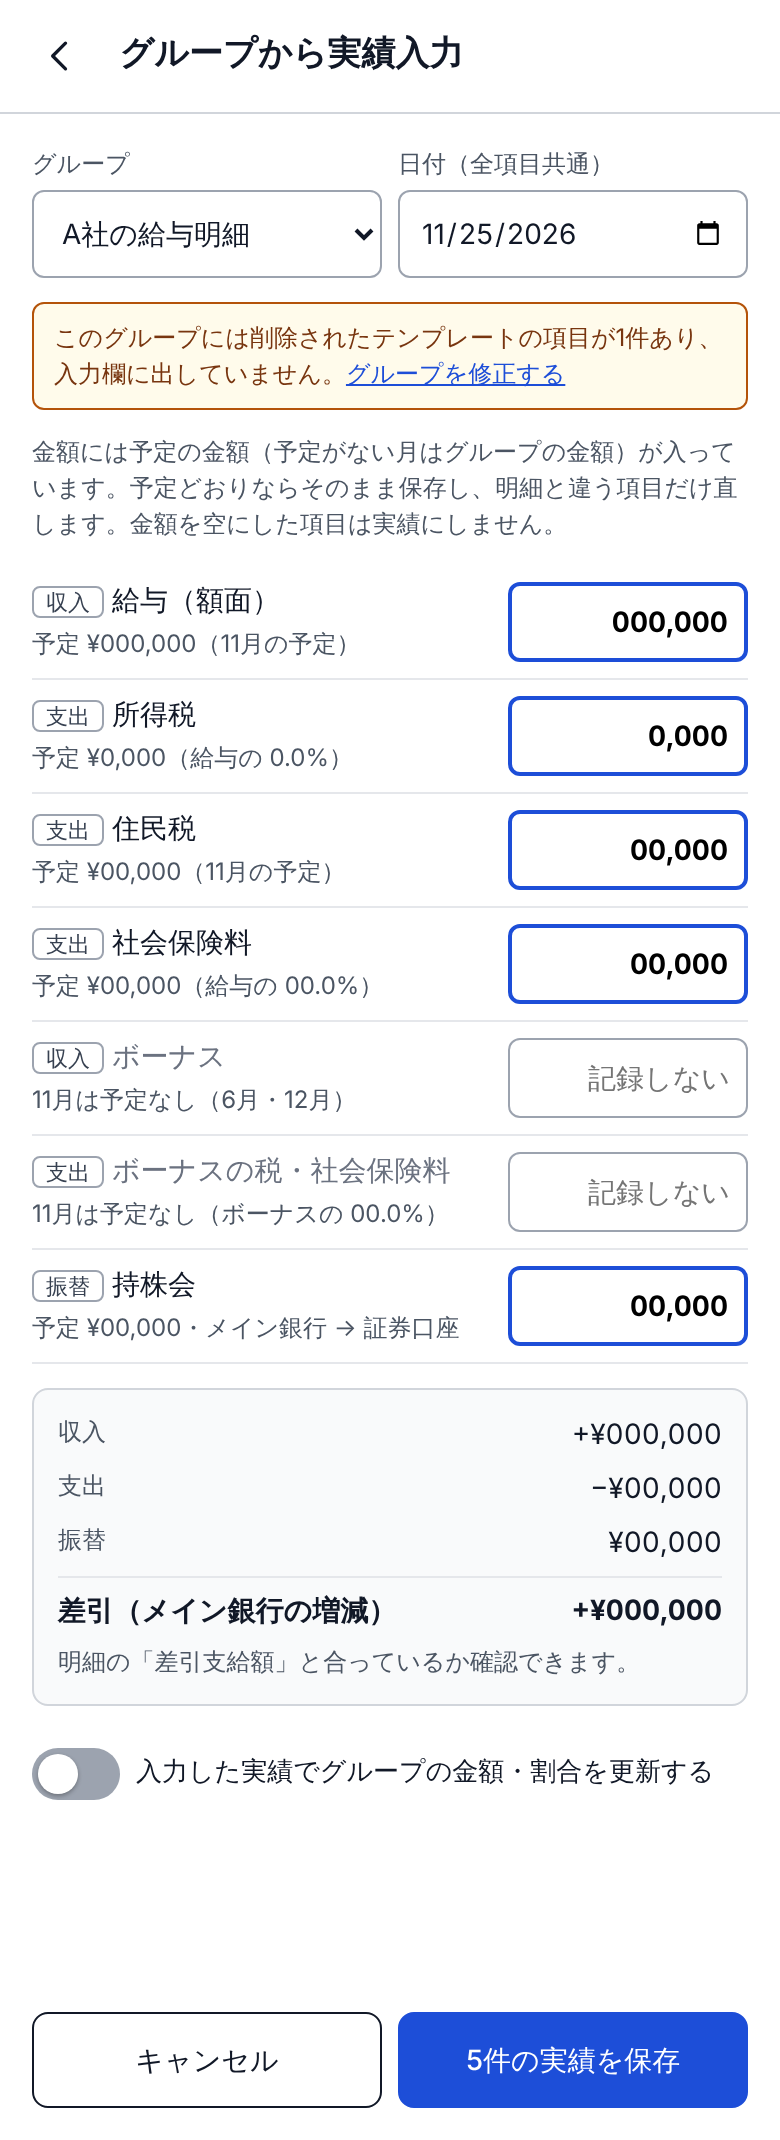 グループから実績入力
グループ
日付（全項目共通）
A社の給与明細
11/25/2026
このグループには削除されたテンプレートの項目が1件あり、
入力欄に出していません。グループを修正する
金額には予定の金額（予定がない月はグループの金額）が入って
います。予定どおりならそのまま保存し、明細と違う項目だけ直
します。金額を空にした項目は実績にしません。
収入 給与（額面）
000,000
予定 ¥000,000（11月の予定）
支出 所得税
0,000
予定 ¥0,000（給与の 0.0%）
支出 住民税
00,000
予定 ¥00,000（11月の予定）
支出 社会保険料
00,000
予定 ¥00,000（給与の 00.0%）
収入 ボーナス
記録しない
11月は予定なし（6月・12月）
支出 ボーナスの税・社会保険料
記録しない
11月は予定なし（ボーナスの 00.0%）
振替 持株会
00,000
予定 ¥00,000・メイン銀行 → 証券口座
収入 +¥000,000
支出 −¥00,000
振替 ¥00,000
差引（メイン銀行の増減） +¥000,000
明細の「差引支給額」と合っているか確認できます。
入力した実績でグループの金額・割合を更新する
キャンセル
5件の実績を保存